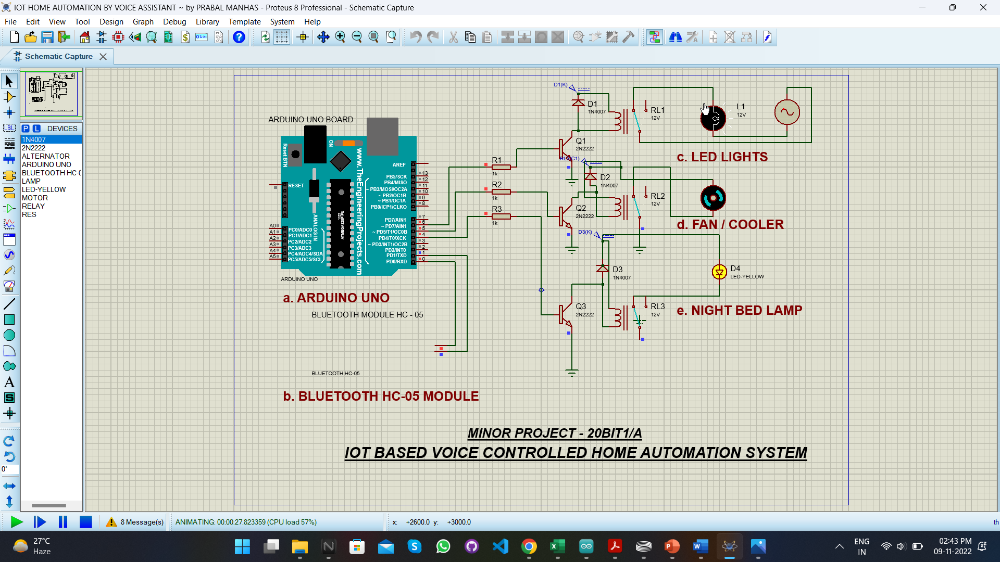 IOT HOME AUTOMATION BY VOICE ASSISTANT ~ by PRABAL MANHAS - Proteus 8 Professional - Schematic Capture
File Edit View Tool Design Graph Debug Library Template System Help
Schematic Capture
P L DEVICES
1N4007
2N2222
ALTERNATOR
ARDUINO UNO
BLUETOOTH HC-0
LAMP
LED-YELLOW
MOTOR
RELAY
RES
LBL
A
S
0°
ARDUINO UNO BOARD
Reset BTN
ON
www.TheEngineeringProjects.com
RESET
ANALOG IN
1121
ATMEGA328P-PU
AREF
PB5/SCK 13
PB4/MISO 12
~ PB3/MOSI/OC2A 11
~ PB2/OC1B 10
~ PB1/OC1A 9
PB0/ICP1/CLKO 8
PD7/AIN1 7
~ PD7/AIN1 6
~ PD5/T1/OC0B 5
PD4/T0/XCK 4
~ PD3/INT1/OC2B 3
PD2/INT0 2
PD1/TXD 1
PD0/RXD 0
A0 PC0/ADC0
A1 PC1/ADC1
A2 PC2/ADC2
A3 PC3/ADC3
A4 PC4/ADC4/SDA
A5 PC5/ADC5/SCL
ARDUINO UNO
a. ARDUINO UNO
BLUETOOTH MODULE HC - 05
BLUETOOTH HC-05
b. BLUETOOTH HC-05 MODULE
R1
1k
R2
1k
R3
1k
D1(K)
D1
1N4007
RL1
12V
L1
12V
Q1
2N2222
c. LED LIGHTS
D2
1N4007
RL2
12V
Q2
2N2222
d. FAN / COOLER
D3(K)
D3
1N4007
D4
LED-YELLOW
Q3
2N2222
RL3
12V
e. NIGHT BED LAMP
MINOR PROJECT - 20BIT1/A
IOT BASED VOICE CONTROLLED HOME AUTOMATION SYSTEM
8 Message(s) ANIMATING: 00:00:27.823359 (CPU load 57%) x: +2600.0 y: +3000.0 th
27°C
Haze
ENG
IN
02:43 PM
09-11-2022